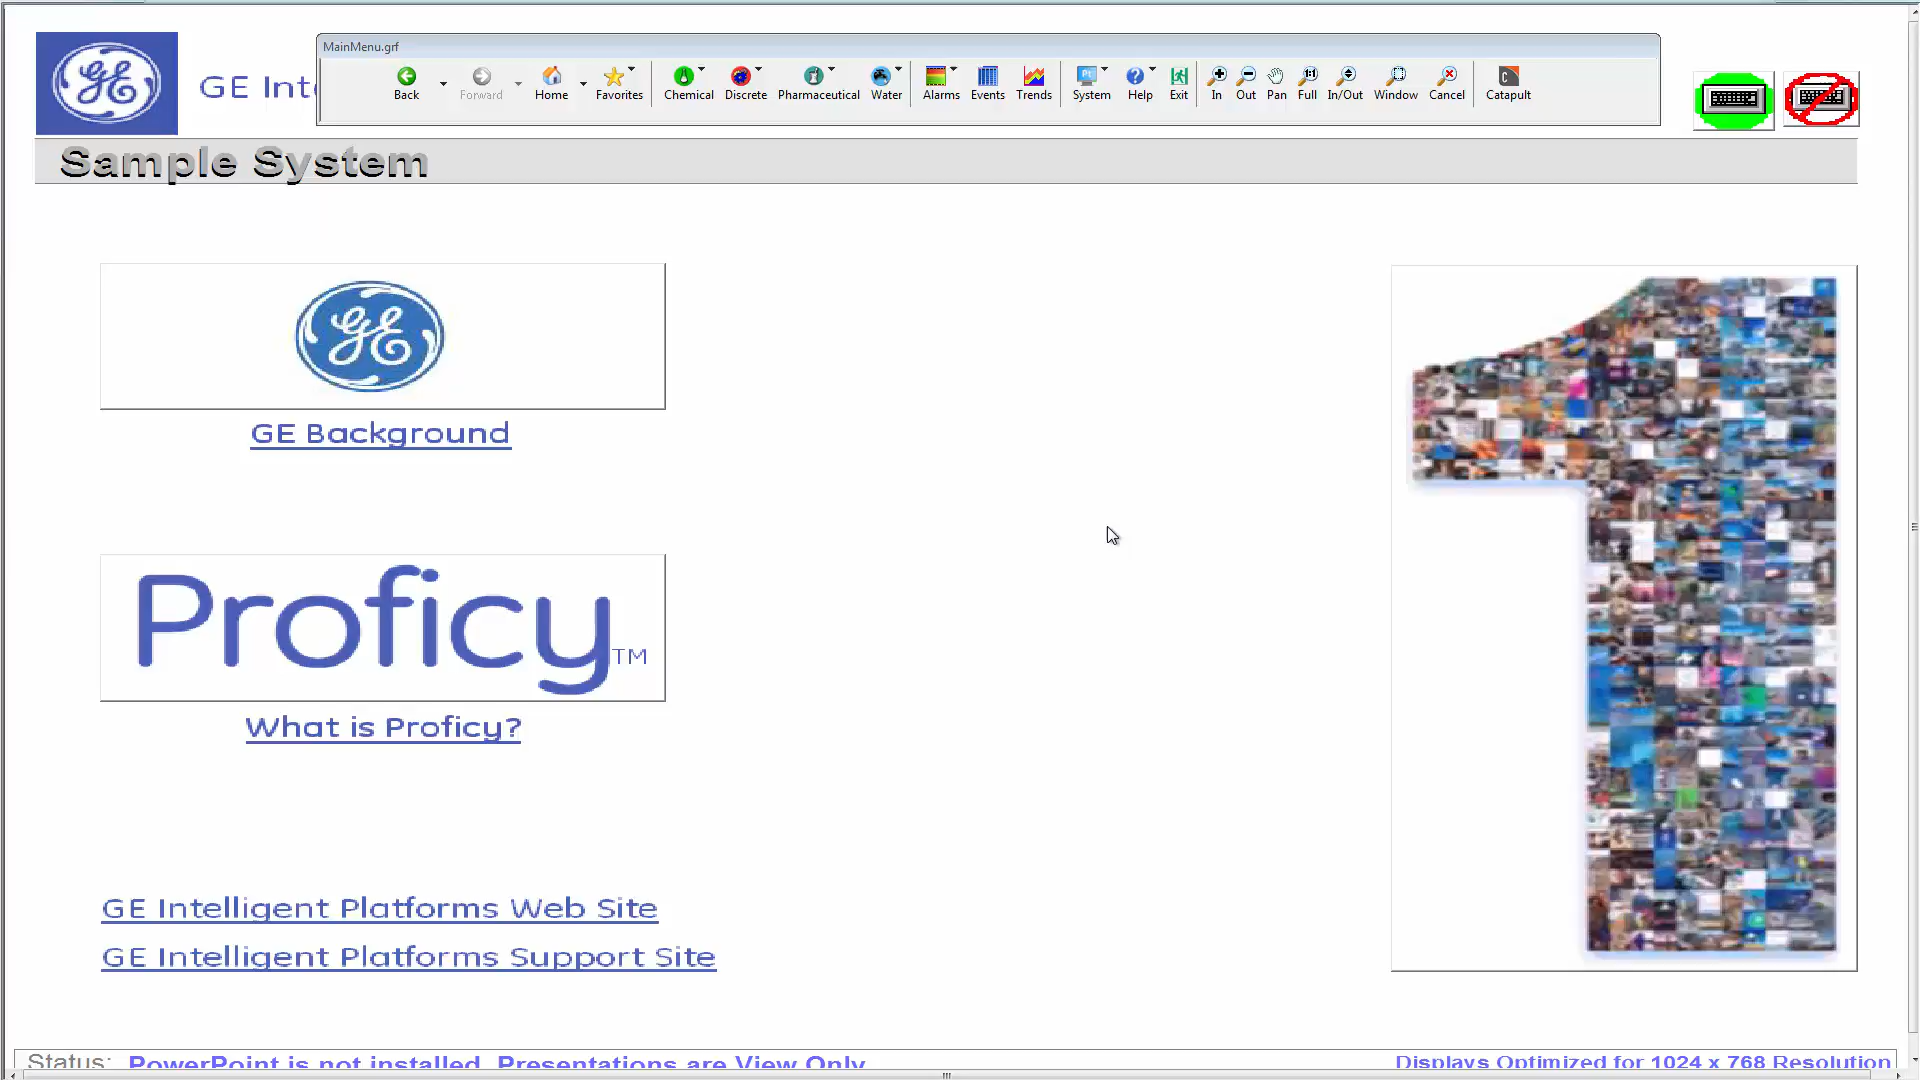 MainMenu.grf
Back Forward Home Favorites Chemical Discrete Pharmaceutical Water Alarms Events Trends System Help Exit In Out Pan Full In/Out Window Cancel Catapult
GE Int
Sample System
GE
GE Background
Proficy TM
What is Proficy?
GE Intelligent Platforms Web Site
GE Intelligent Platforms Support Site
Status: PowerPoint is not installed. Presentations are View Only
Displays Optimized for 1024 x 768 Resolution